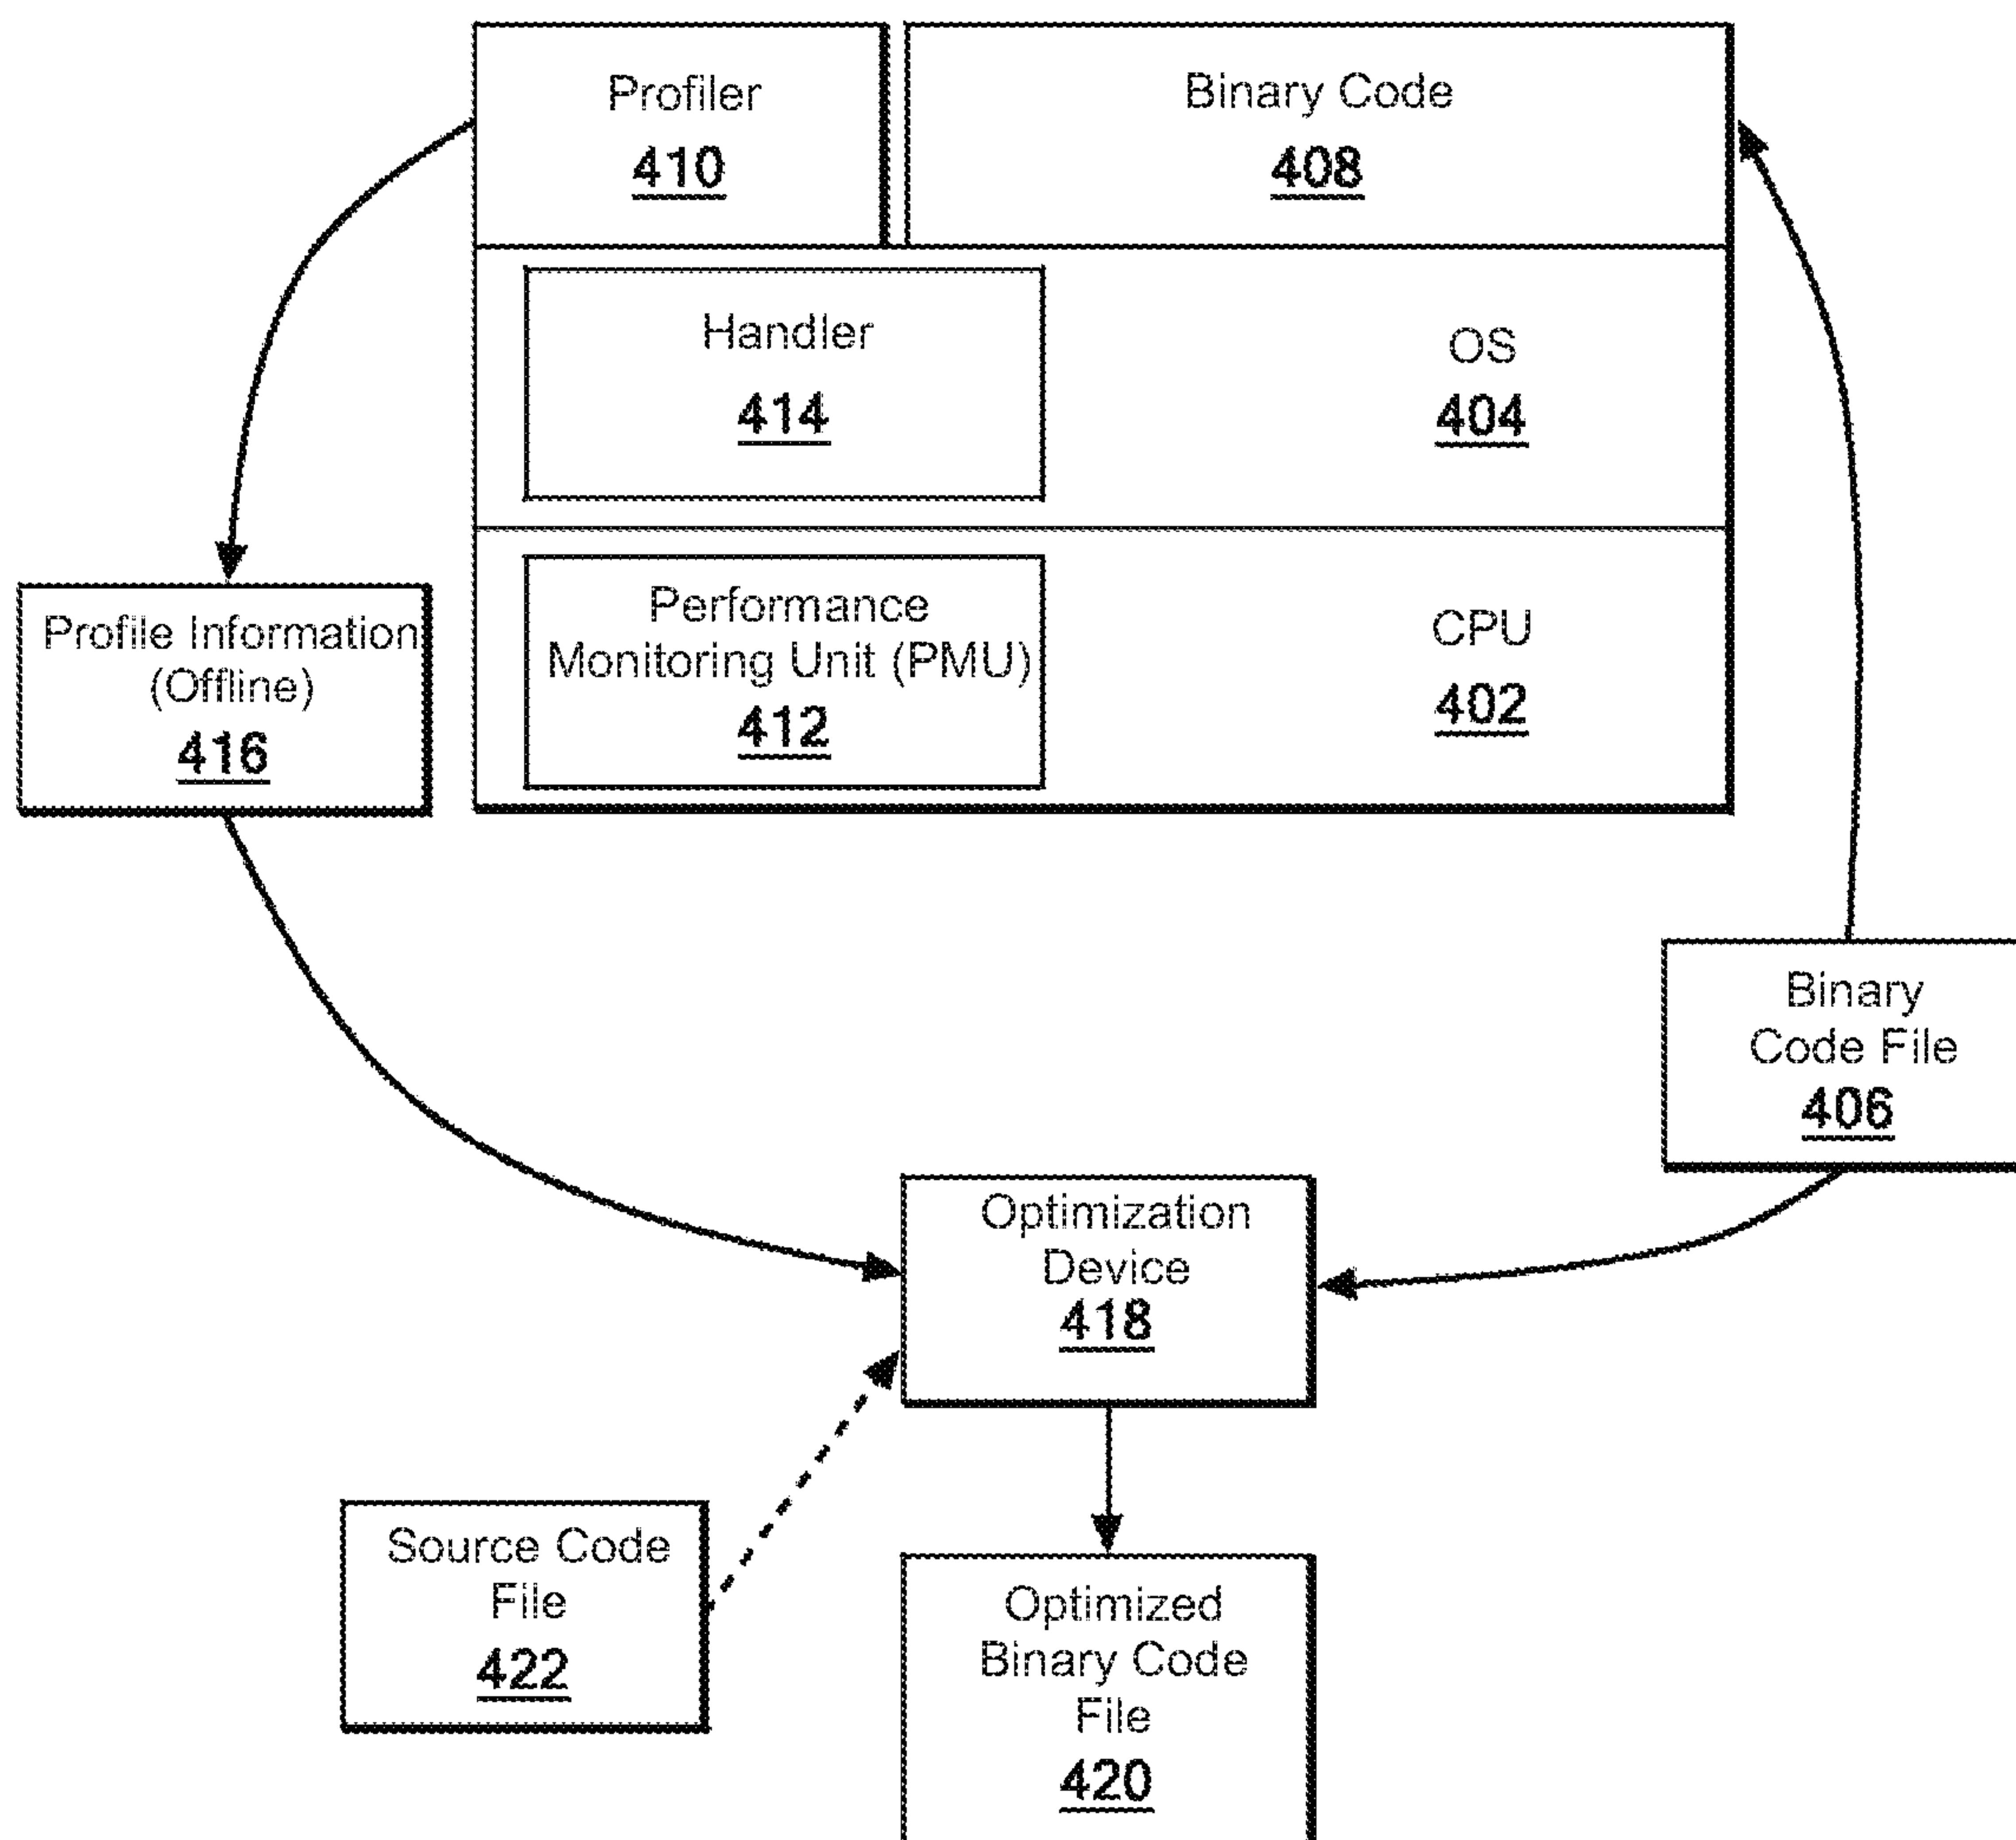 Profiler
410
Binary Code
408
Handler
414
OS
404
Performance
Monitoring Unit (PMU)
412
CPU
402
Profile Information
(Offline)
416
Binary
Code File
406
Optimization
Device
418
Source Code
File
422
Optimized
Binary Code
File
420